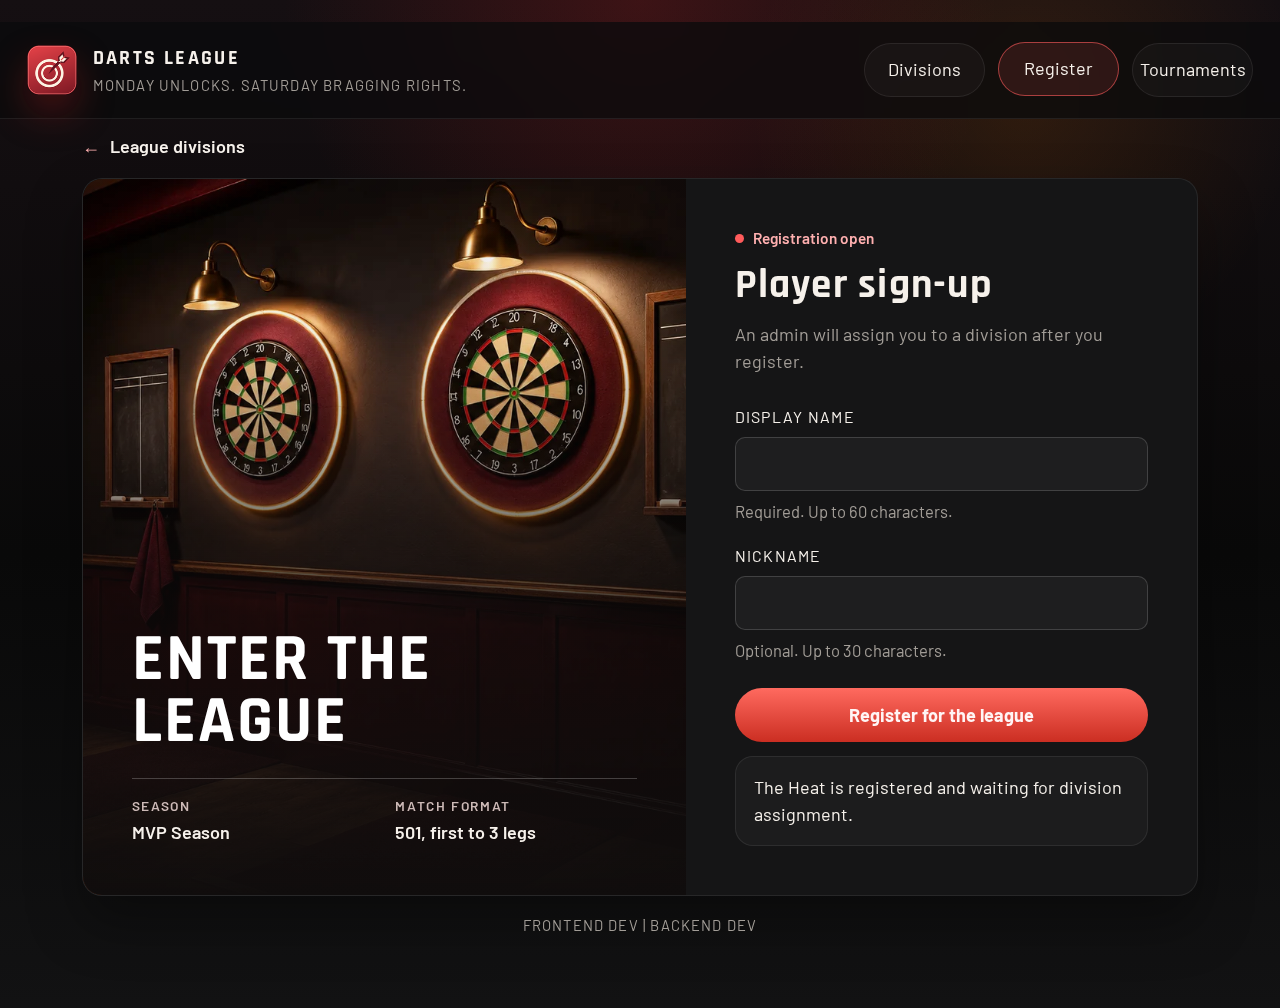 DARTS LEAGUE
MONDAY UNLOCKS. SATURDAY BRAGGING RIGHTS.
Divisions
Register
Tournaments
← League divisions
ENTER THE
LEAGUE
SEASON
MVP Season
MATCH FORMAT
501, first to 3 legs
Registration open
Player sign-up
An admin will assign you to a division after you
register.
DISPLAY NAME
Required. Up to 60 characters.
NICKNAME
Optional. Up to 30 characters.
Register for the league
The Heat is registered and waiting for division
assignment.
FRONTEND DEV | BACKEND DEV